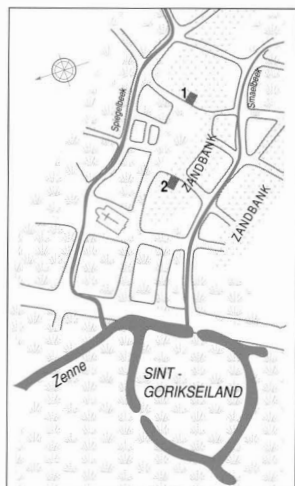 Spiegelbeek
1
Smaelbeek
ZANDBANK
2
ZANDBANK
Zenne
SINT -
GORIKSEILAND